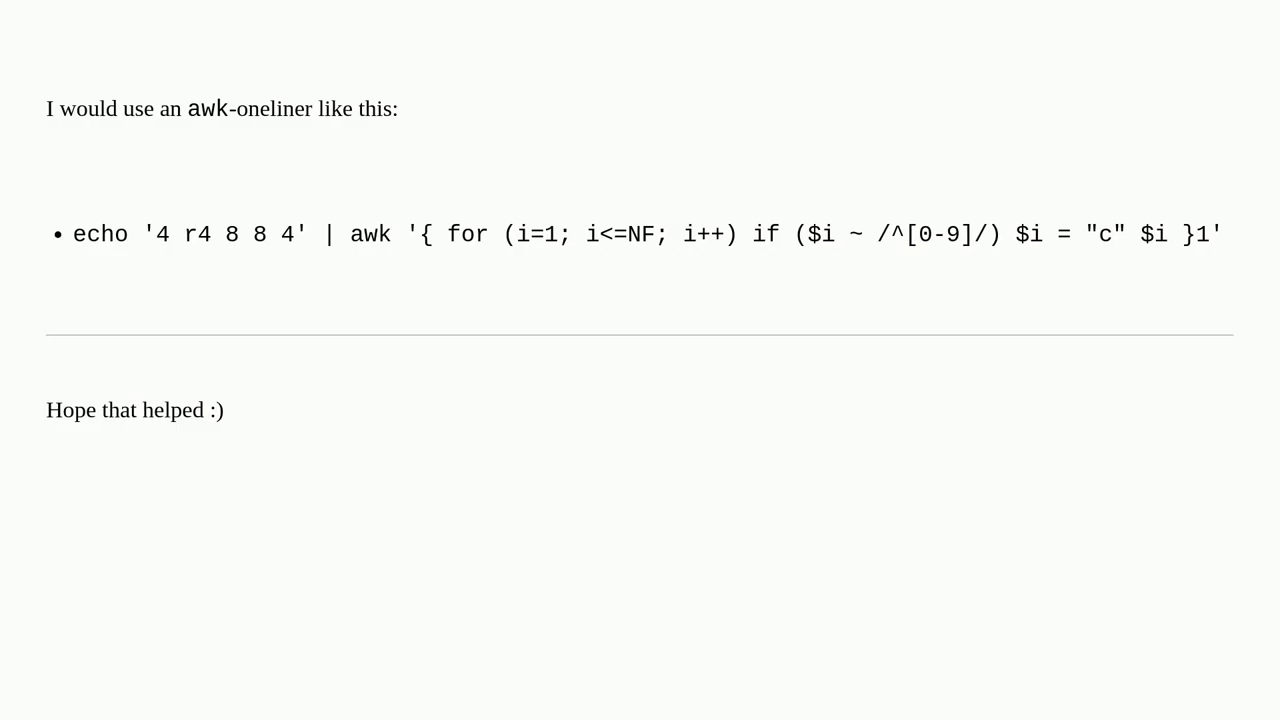 I would use an awk-oneliner like this:
• echo '4 r4 8 8 4' | awk '{ for (i=1; i<=NF; i++) if ($i ~ /^[0-9]/) $i = "c" $i }1'
Hope that helped :)